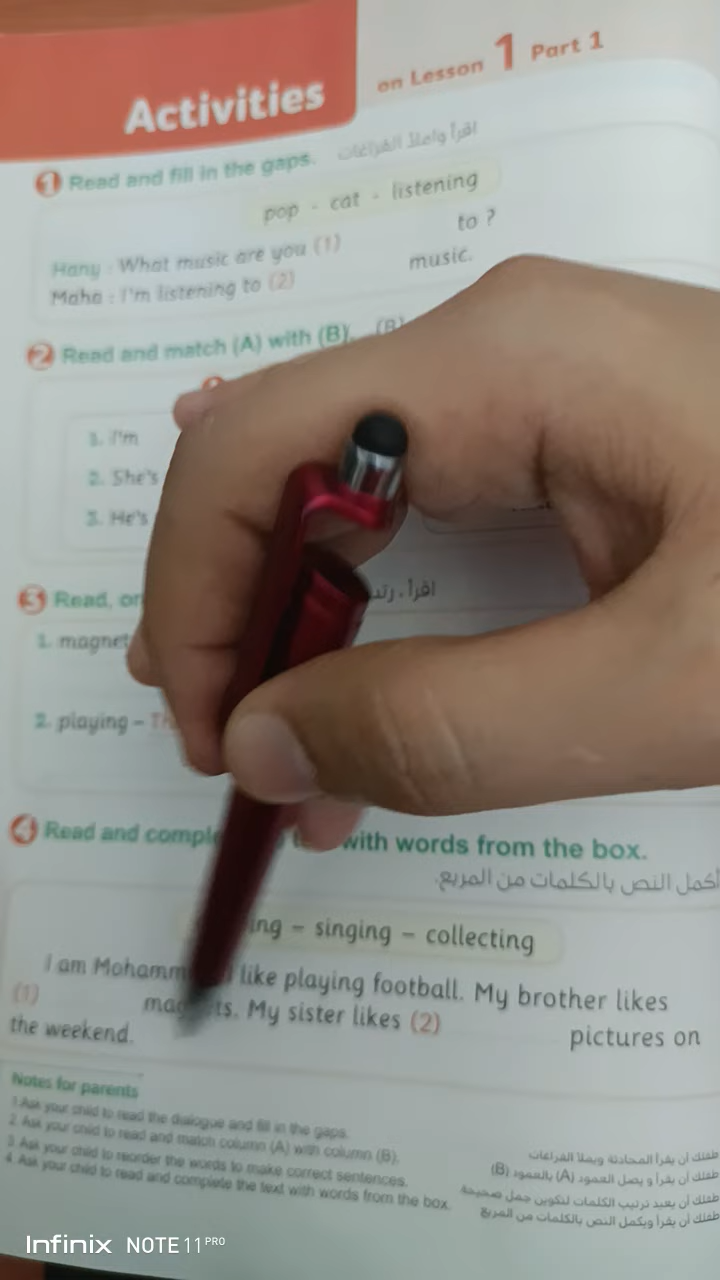 Activities
on Lesson 1 Part 1
1 Read and fill in the gaps. اقرأ واملأ الفراغات
pop - cat - listening
Hany : What music are you (1) to ?
Maha : I'm listening to (2) music.
2 Read and match (A) with (B). (B)
1. I'm
2. She's
3. He's
3 Read, or اقرأ، رتب
1. magnet
2. playing – Th
4 Read and comple with words from the box.
أكمل النص بالكلمات من المربع.
ing – singing – collecting
I am Mohamm like playing football. My brother likes
(1) magnets. My sister likes (2) pictures on
the weekend.
Notes for parents
1. Ask your child to read the dialogue and fill in the gaps.
2. Ask your child to read and match column (A) with column (B).
3. Ask your child to reorder the words to make correct sentences.
4. Ask your child to read and complete the text with words from the box.
طفلك أن يقرأ المحادثة ويملأ الفراغات
طفلك أن يقرأ و يصل العمود (A) بالعمود (B)
طفلك أن يعيد ترتيب الكلمات لتكوين جمل صحيحة
طفلك أن يقرأ ويكمل النص بالكلمات من المربع
Infinix NOTE 11 PRO